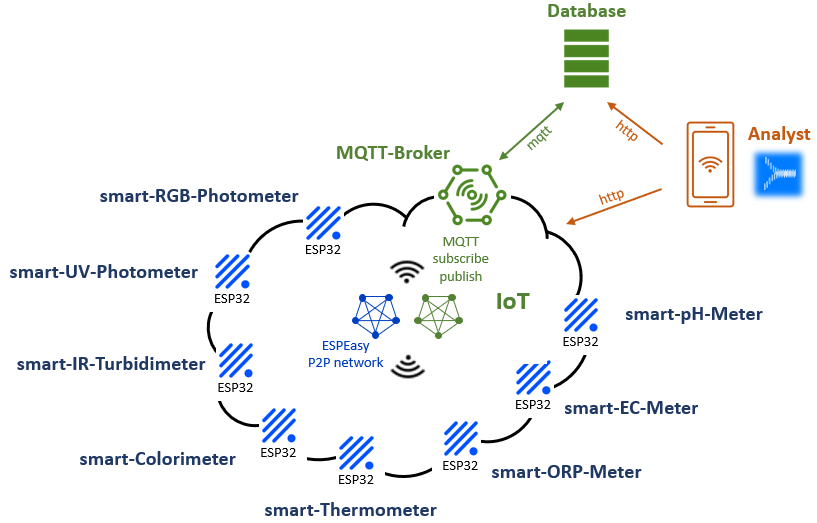 Database
mqtt
http
Analyst
MQTT-Broker
http
smart-RGB-Photometer
ESP32
MQTT
subscribe
publish
smart-UV-Photometer
ESP32
IoT
smart-pH-Meter
ESP32
ESPEasy
P2P network
smart-IR-Turbidimeter
ESP32
ESP32
smart-EC-Meter
smart-Colorimeter
ESP32
ESP32
smart-ORP-Meter
ESP32
smart-Thermometer